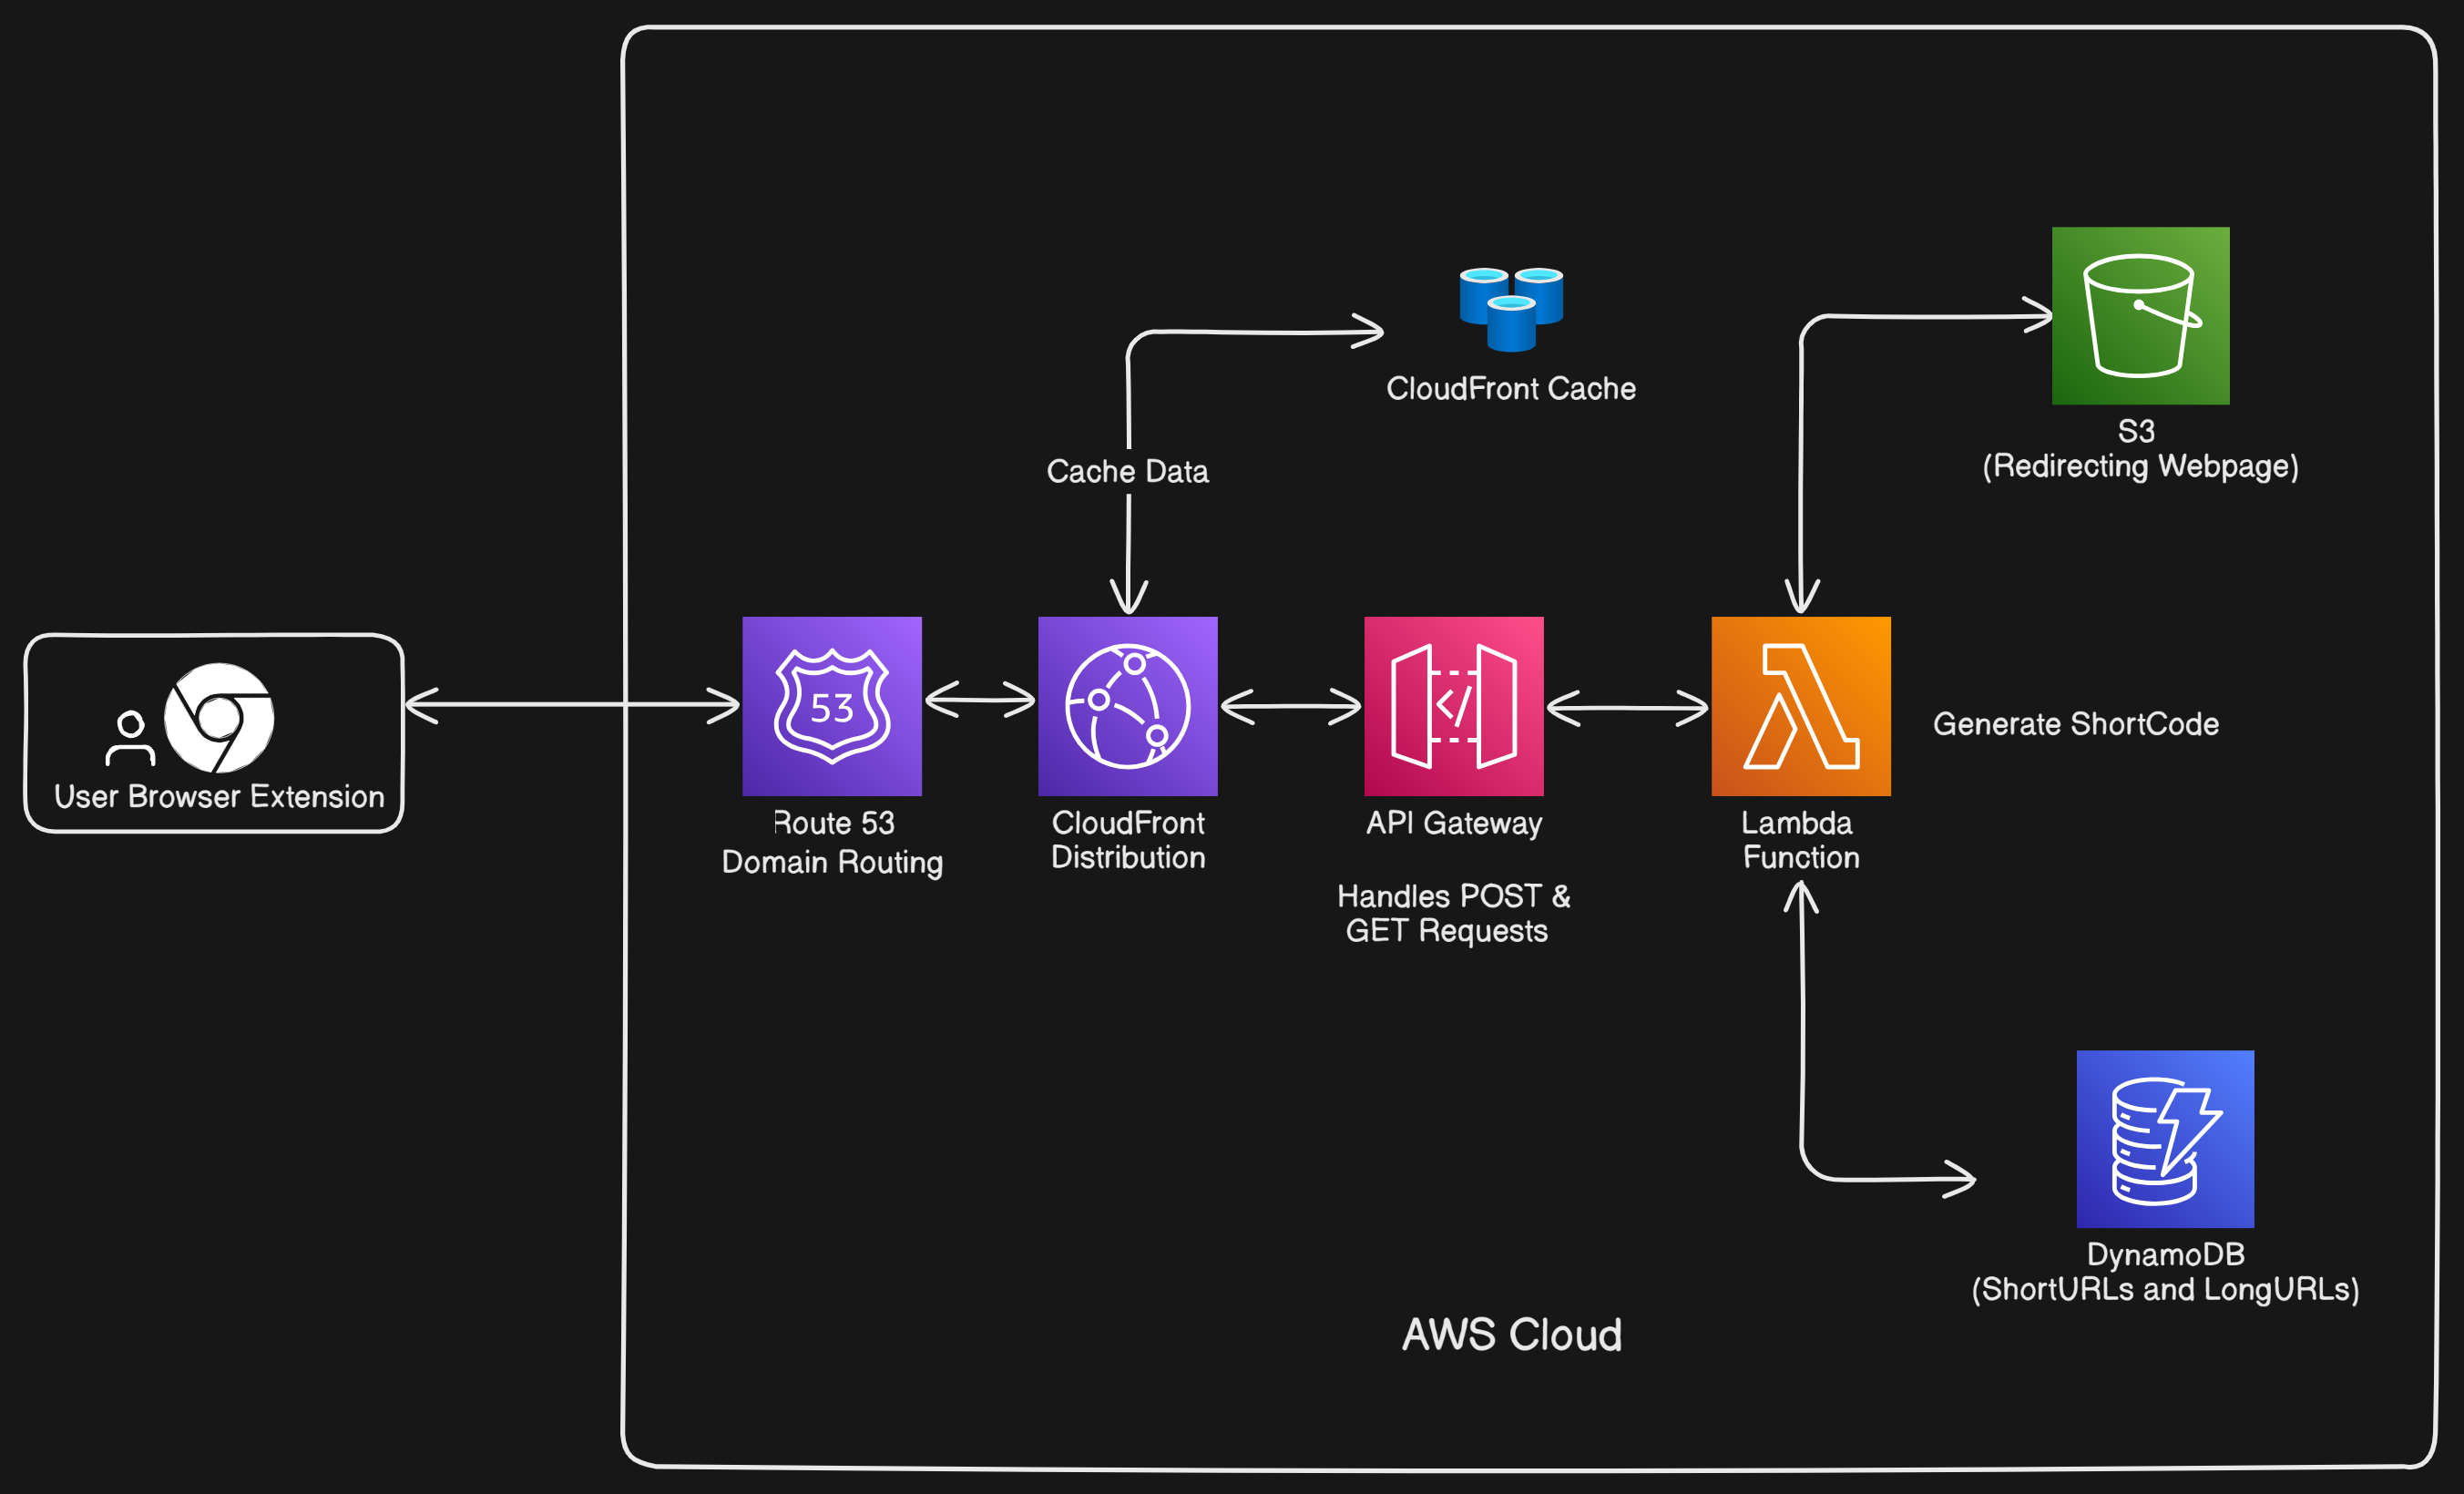 CloudFront Cache
S3
(Redirecting Webpage)
Cache Data
53
User Browser Extension
Route 53
Domain Routing
CloudFront
Distribution
API Gateway
Handles POST &
GET Requests
Lambda
Function
Generate ShortCode
DynamoDB
(ShortURLs and LongURLs)
AWS Cloud